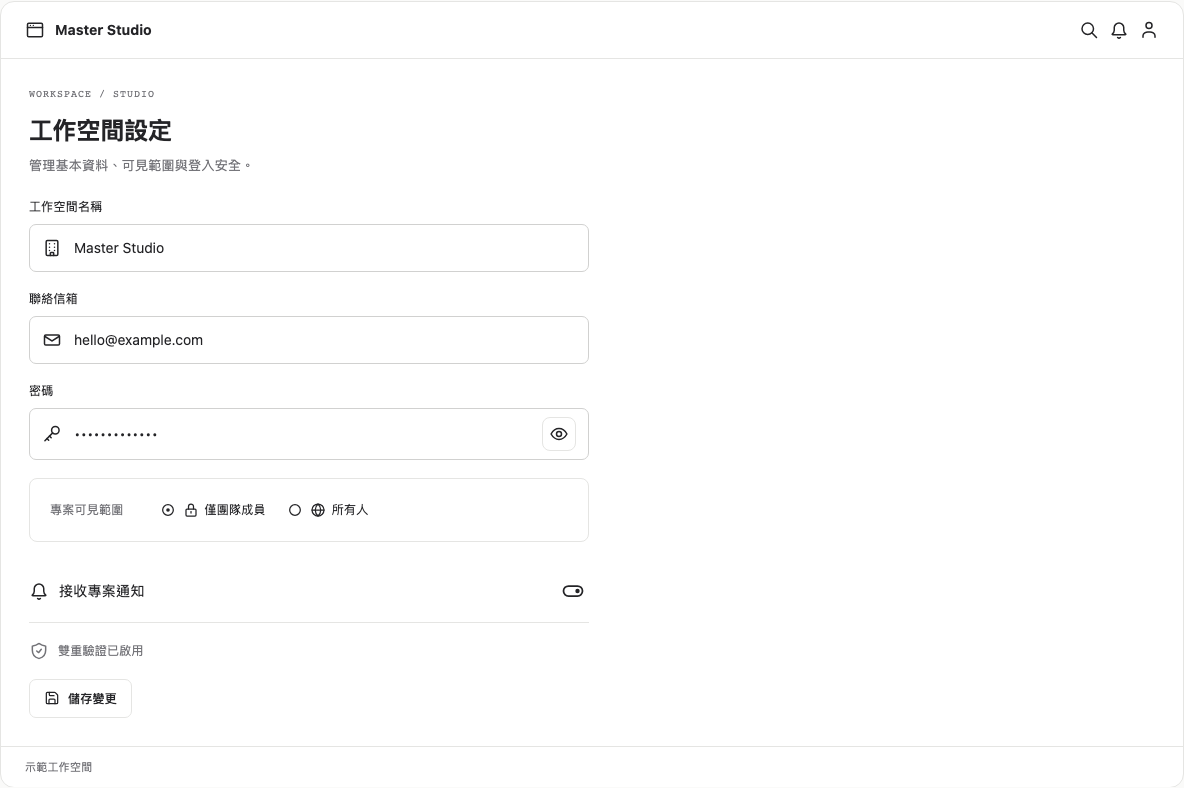 Master Studio
WORKSPACE / STUDIO
工作空間設定
管理基本資料、可見範圍與登入安全。
工作空間名稱
Master Studio
聯絡信箱
hello@example.com
密碼
•••••••••••••
專案可見範圍 僅團隊成員 所有人
接收專案通知
雙重驗證已啟用
儲存變更
示範工作空間